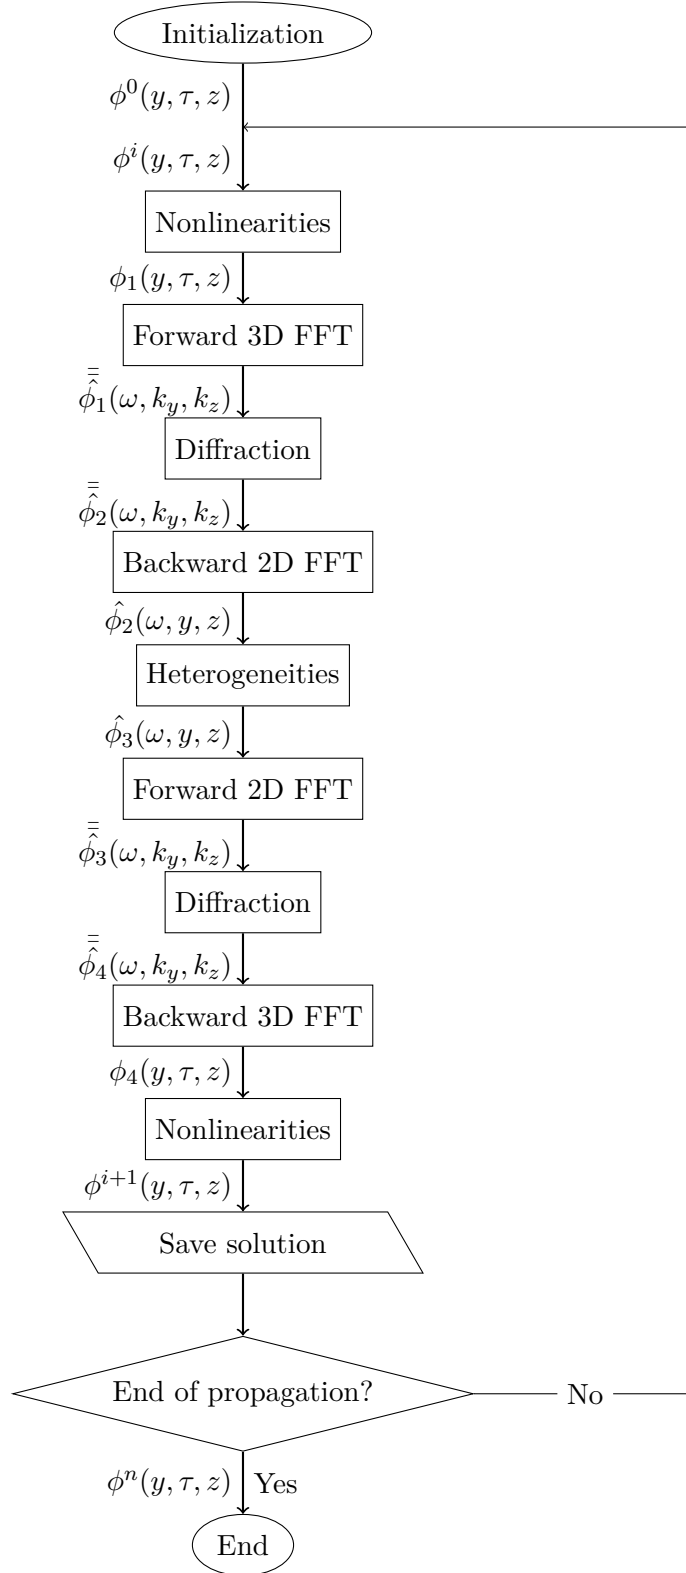 Initialization
ϕ⁰(y, τ, z)
ϕⁱ(y, τ, z)
Nonlinearities
ϕ₁(y, τ, z)
Forward 3D FFT
ϕ̂̄̄₁(ω, k_y, k_z)
Diffraction
ϕ̂̄̄₂(ω, k_y, k_z)
Backward 2D FFT
ϕ̂₂(ω, y, z)
Heterogeneities
ϕ̂₃(ω, y, z)
Forward 2D FFT
ϕ̂̄̄₃(ω, k_y, k_z)
Diffraction
ϕ̂̄̄₄(ω, k_y, k_z)
Backward 3D FFT
ϕ₄(y, τ, z)
Nonlinearities
ϕⁱ⁺¹(y, τ, z)
Save solution
End of propagation? No
ϕⁿ(y, τ, z) Yes
End